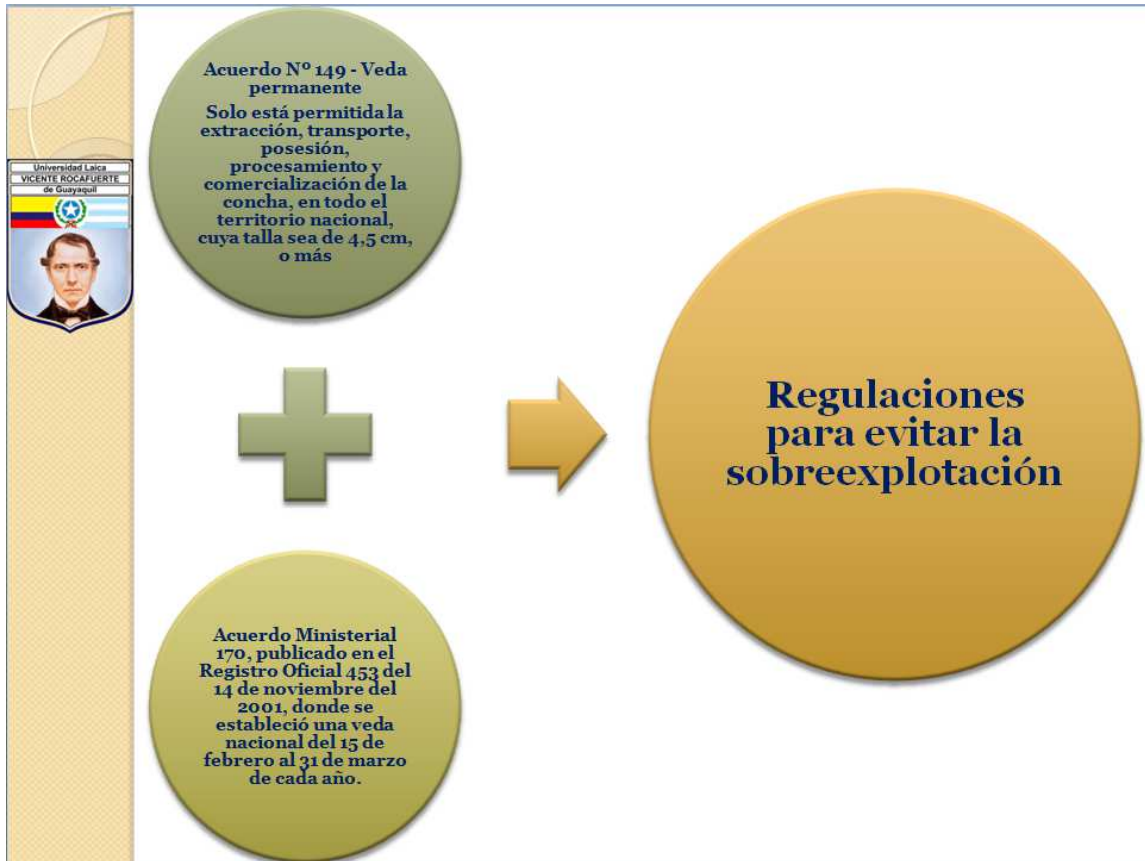 Universidad Laica
VICENTE ROCAFUERTE
de Guayaquil
Acuerdo Nº 149 - Veda
permanente
Solo está permitida la
extracción, transporte,
posesión,
procesamiento y
comercialización de la
concha, en todo el
territorio nacional,
cuya talla sea de 4,5 cm,
o más
Acuerdo Ministerial
170, publicado en el
Registro Oficial 453 del
14 de noviembre del
2001, donde se
estableció una veda
nacional del 15 de
febrero al 31 de marzo
de cada año.
Regulaciones
para evitar la
sobreexplotación